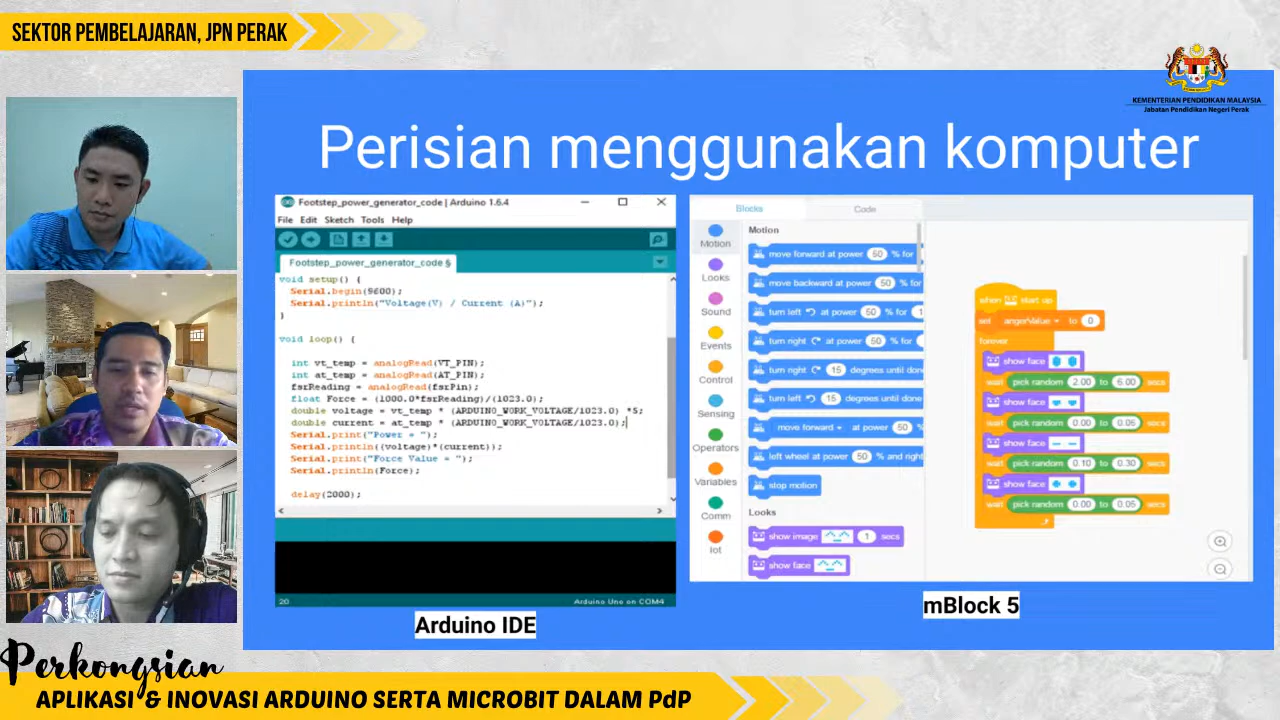 SEKTOR PEMBELAJARAN, JPN PERAK
KEMENTERIAN PENDIDIKAN MALAYSIA
Jabatan Pendidikan Negeri Perak
Perisian menggunakan komputer
Footstep_power_generator_code | Arduino 1.6.4
File Edit Sketch Tools Help
Footstep_power_generator_code §
void setup() {
Serial.begin(9600);
Serial.println("Voltage(V) / Current (A)");
}
void loop() {
int vt_temp = analogRead(VT_PIN);
int at_temp = analogRead(AT_PIN);
fsrReading = analogRead(fsrPin);
float Force = (1000.0*fsrReading)/(1023.0);
double voltage = vt_temp * (ARDUINO_WORK_VOLTAGE/1023.0) *5;
double current = at_temp * (ARDUINO_WORK_VOLTAGE/1023.0);
Serial.print("Power = ");
Serial.println((voltage)*(current));
Serial.print("Force Value = ");
Serial.println(Force);
delay(2000);
20
Arduino Uno on COM4
Arduino IDE
Blocks
Code
Motion
Looks
Sound
Events
Control
Sensing
Operators
Variables
Comm
Iot
Motion
move forward at power 50 % for
move backward at power 50 % for
turn left at power 50 % for 1
turn right at power 50 % for
turn right 15 degrees until done
turn left 15 degrees until done
move forward at power 50 %
left wheel at power 50 % and right
stop motion
Looks
show image 1 secs
show face
when start up
set angerValue to 0
forever
show face
wait pick random 2.00 to 6.00 secs
show face
wait pick random 0.00 to 0.05 secs
show face
wait pick random 0.10 to 0.30 secs
show face
wait pick random 0.00 to 0.05 secs
mBlock 5
Perkongsian
APLIKASI & INOVASI ARDUINO SERTA MICROBIT DALAM PdP